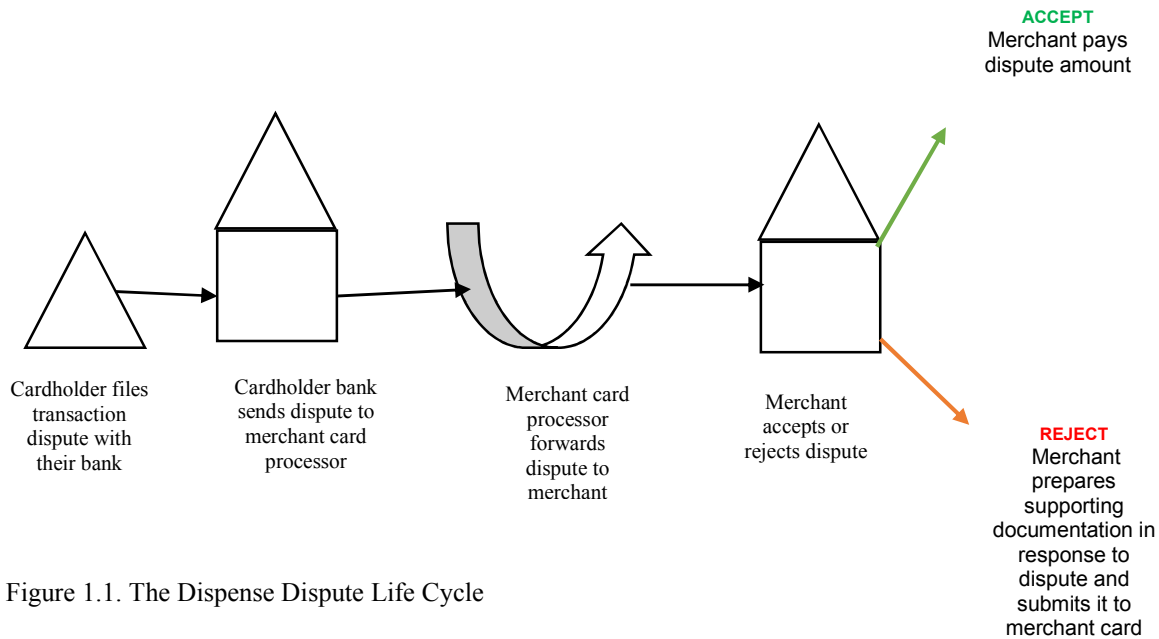 ACCEPT
Merchant pays
dispute amount
Cardholder files
transaction
dispute with
their bank
Cardholder bank
sends dispute to
merchant card
processor
Merchant card
processor
forwards
dispute to
merchant
Merchant
accepts or
rejects dispute
REJECT
Merchant
prepares
supporting
documentation in
response to
dispute and
submits it to
merchant card
Figure 1.1. The Dispense Dispute Life Cycle